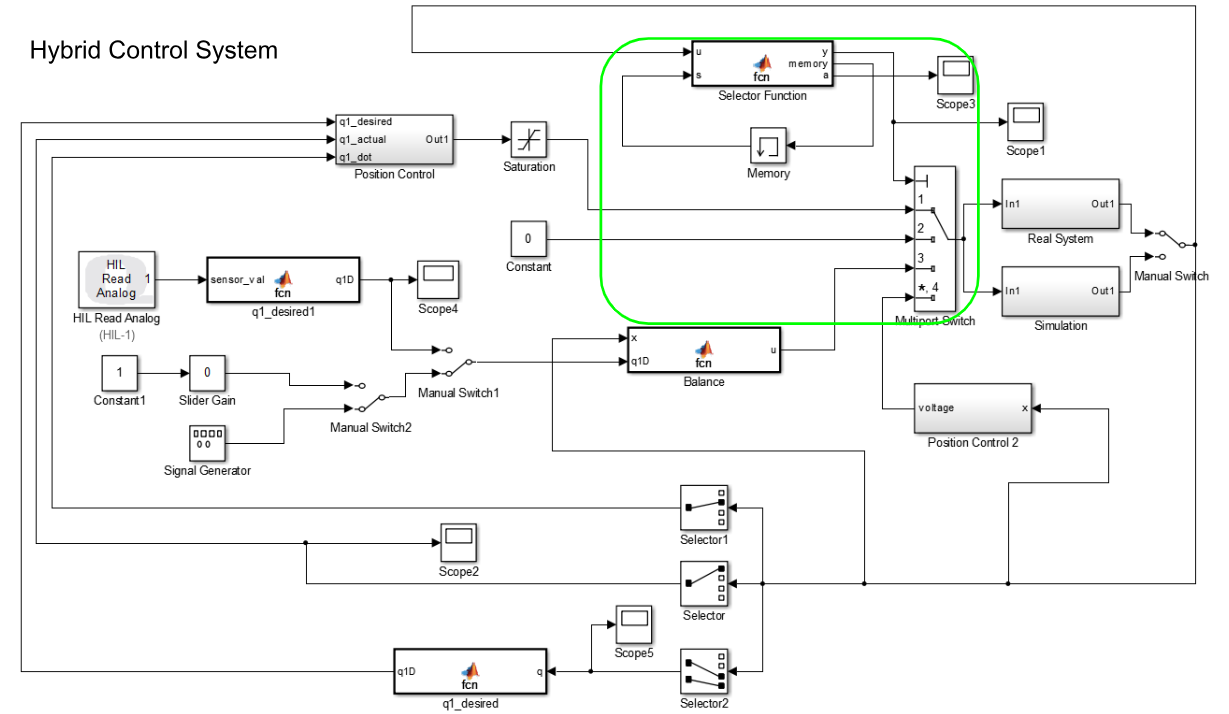 Hybrid Control System
u
s
fcn
y
memory
a
Selector Function
Scope3
Scope1
Memory
q1_desired
q1_actual
q1_dot
Out1
Position Control
Saturation
0
Constant
1
2
3
*, 4
Multiport Switch
In1
Out1
Real System
In1
Out1
Simulation
Manual Switch
HIL
Read
Analog
1
HIL Read Analog
(HIL-1)
sensor_val
fcn
q1D
q1_desired1
Scope4
1
Constant1
0
Slider Gain
Signal Generator
Manual Switch2
Manual Switch1
x
q1D
fcn
u
Balance
voltage
x
Position Control 2
Selector1
Scope2
Selector
Scope5
q1D
fcn
q
q1_desired
Selector2